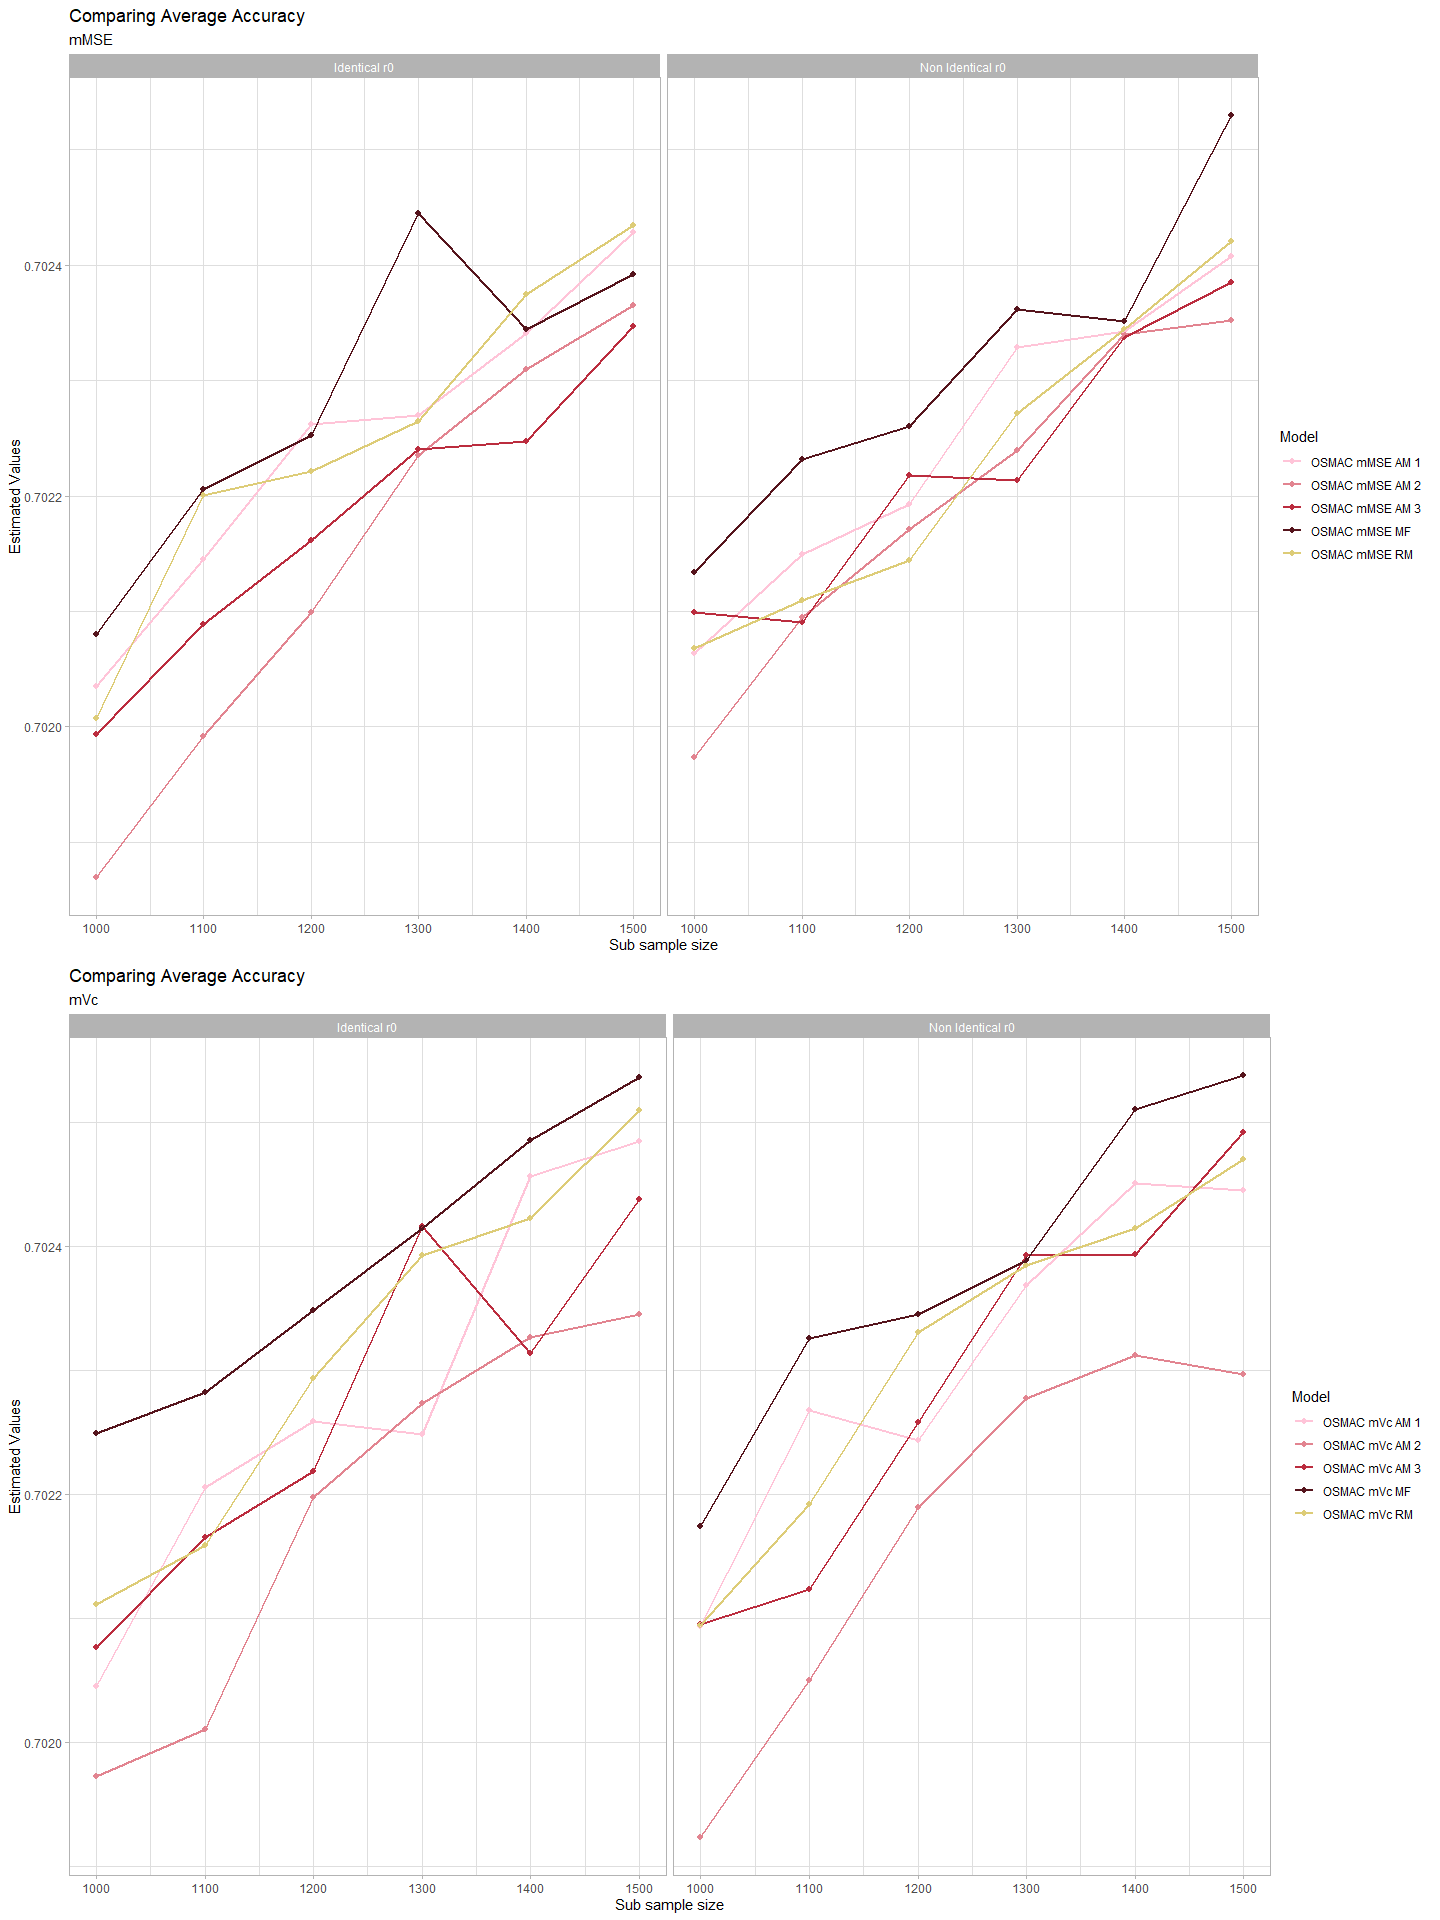 Comparing Average Accuracy
mMSE
Identical r0
Non Identical r0
Estimated Values
0.7024
0.7022
0.7020
1000 1100 1200 1300 1400 1500
1000 1100 1200 1300 1400 1500
Sub sample size
Model
OSMAC mMSE AM 1
OSMAC mMSE AM 2
OSMAC mMSE AM 3
OSMAC mMSE MF
OSMAC mMSE RM
Comparing Average Accuracy
mVc
Identical r0
Non Identical r0
Estimated Values
0.7024
0.7022
0.7020
1000 1100 1200 1300 1400 1500
1000 1100 1200 1300 1400 1500
Sub sample size
Model
OSMAC mVc AM 1
OSMAC mVc AM 2
OSMAC mVc AM 3
OSMAC mVc MF
OSMAC mVc RM